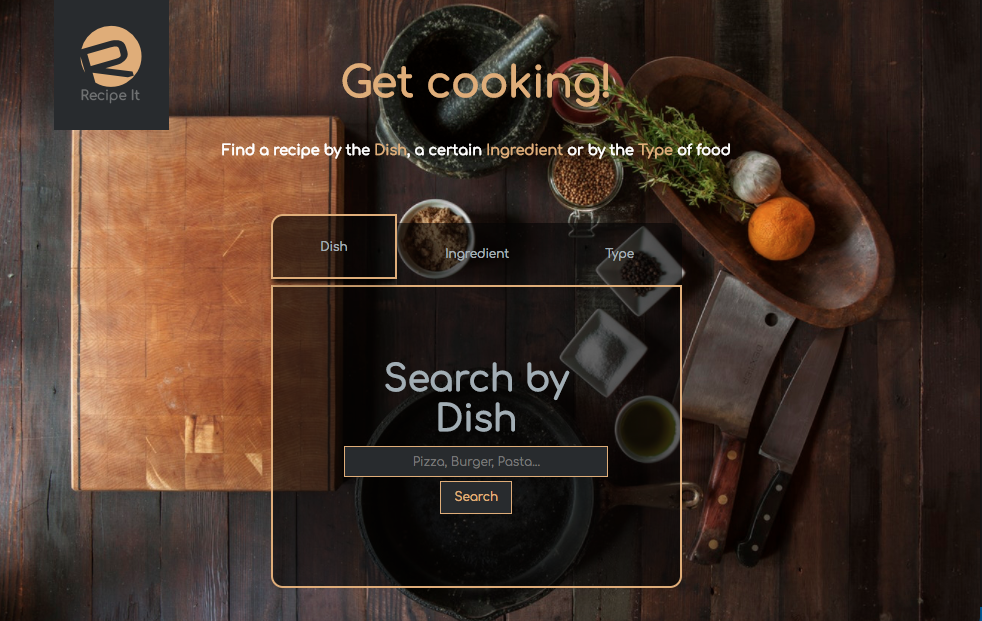 Recipe It
Get cooking!
Find a recipe by the Dish, a certain Ingredient or by the Type of food
Dish
Ingredient
Type
Search by
Dish
Pizza, Burger, Pasta...
Search